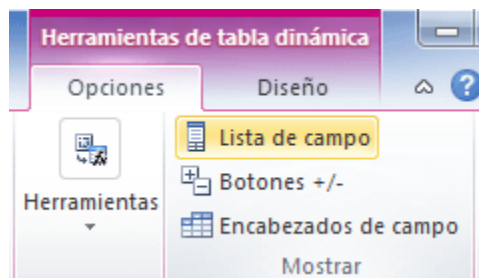 Herramientas de tabla dinámica
Opciones
Diseño
Herramientas
Lista de campo
Botones +/-
Encabezados de campo
Mostrar